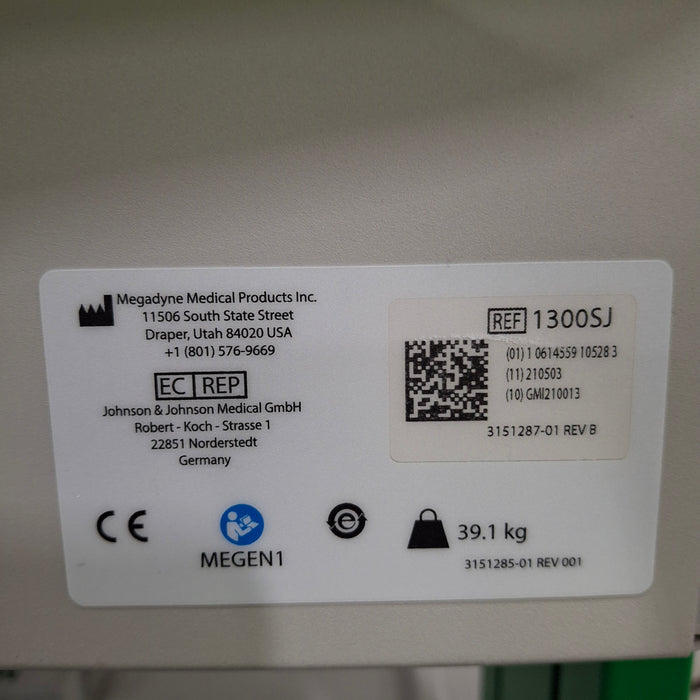 Megadyne Medical Products Inc.
11506 South State Street
Draper, Utah 84020 USA
+1 (801) 576-9669
EC REP
Johnson & Johnson Medical GmbH
Robert - Koch - Strasse 1
22851 Norderstedt
Germany
REF 1300SJ
(01) 1 0614559 10528 3
(11) 210503
(10) GMI210013
3151287-01 REV B
CE
MEGEN1
e
39.1 kg
3151285-01 REV 001